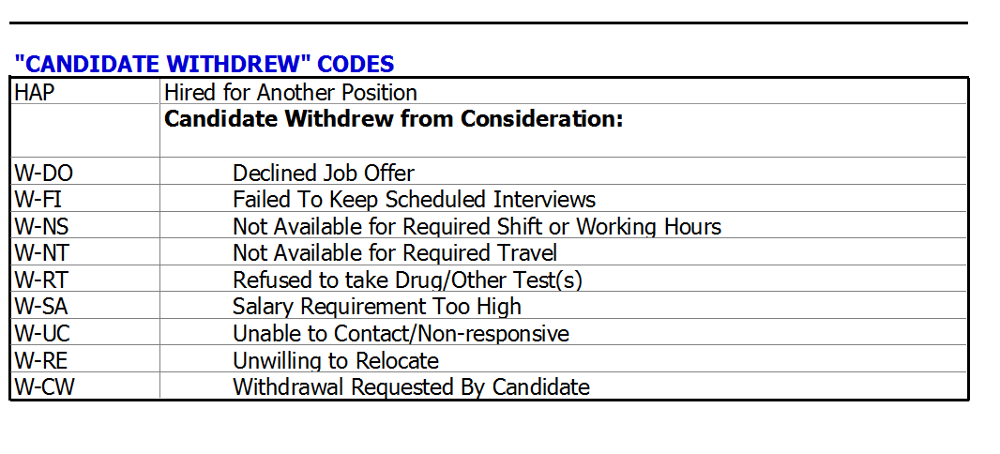 "CANDIDATE WITHDREW" CODES
HAP Hired for Another Position
Candidate Withdrew from Consideration:
W-DO Declined Job Offer
W-FI Failed To Keep Scheduled Interviews
W-NS Not Available for Required Shift or Working Hours
W-NT Not Available for Required Travel
W-RT Refused to take Drug/Other Test(s)
W-SA Salary Requirement Too High
W-UC Unable to Contact/Non-responsive
W-RE Unwilling to Relocate
W-CW Withdrawal Requested By Candidate